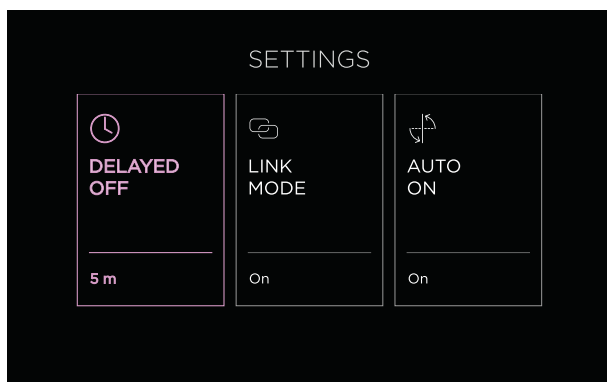 SETTINGS
DELAYED
OFF
5 m
LINK
MODE
On
AUTO
ON
On